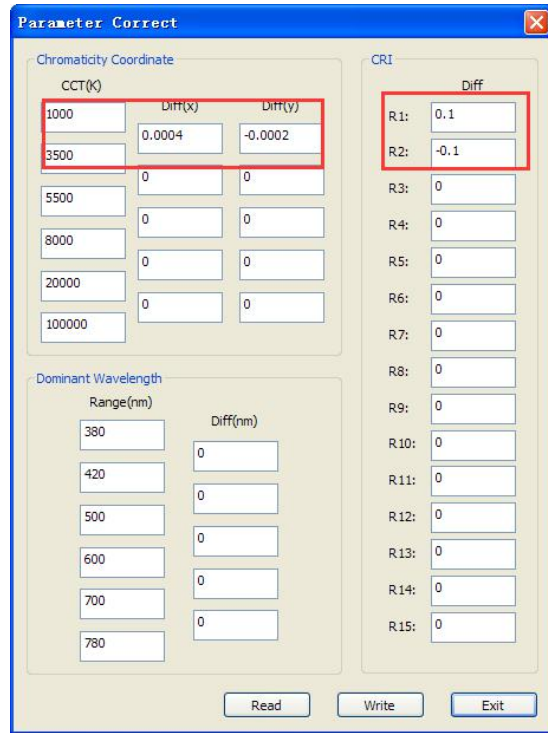 Parameter Correct
Chromaticity Coordinate
CCT(K)
Diff(x) Diff(y)
1000
0.0004 -0.0002
3500
0 0
5500
0 0
8000
0 0
20000
0 0
100000
Dominant Wavelength
Range(nm)
Diff(nm)
380
0
420
0
500
0
600
0
700
0
780
CRI
Diff
R1: 0.1
R2: -0.1
R3: 0
R4: 0
R5: 0
R6: 0
R7: 0
R8: 0
R9: 0
R10: 0
R11: 0
R12: 0
R13: 0
R14: 0
R15: 0
Read Write Exit